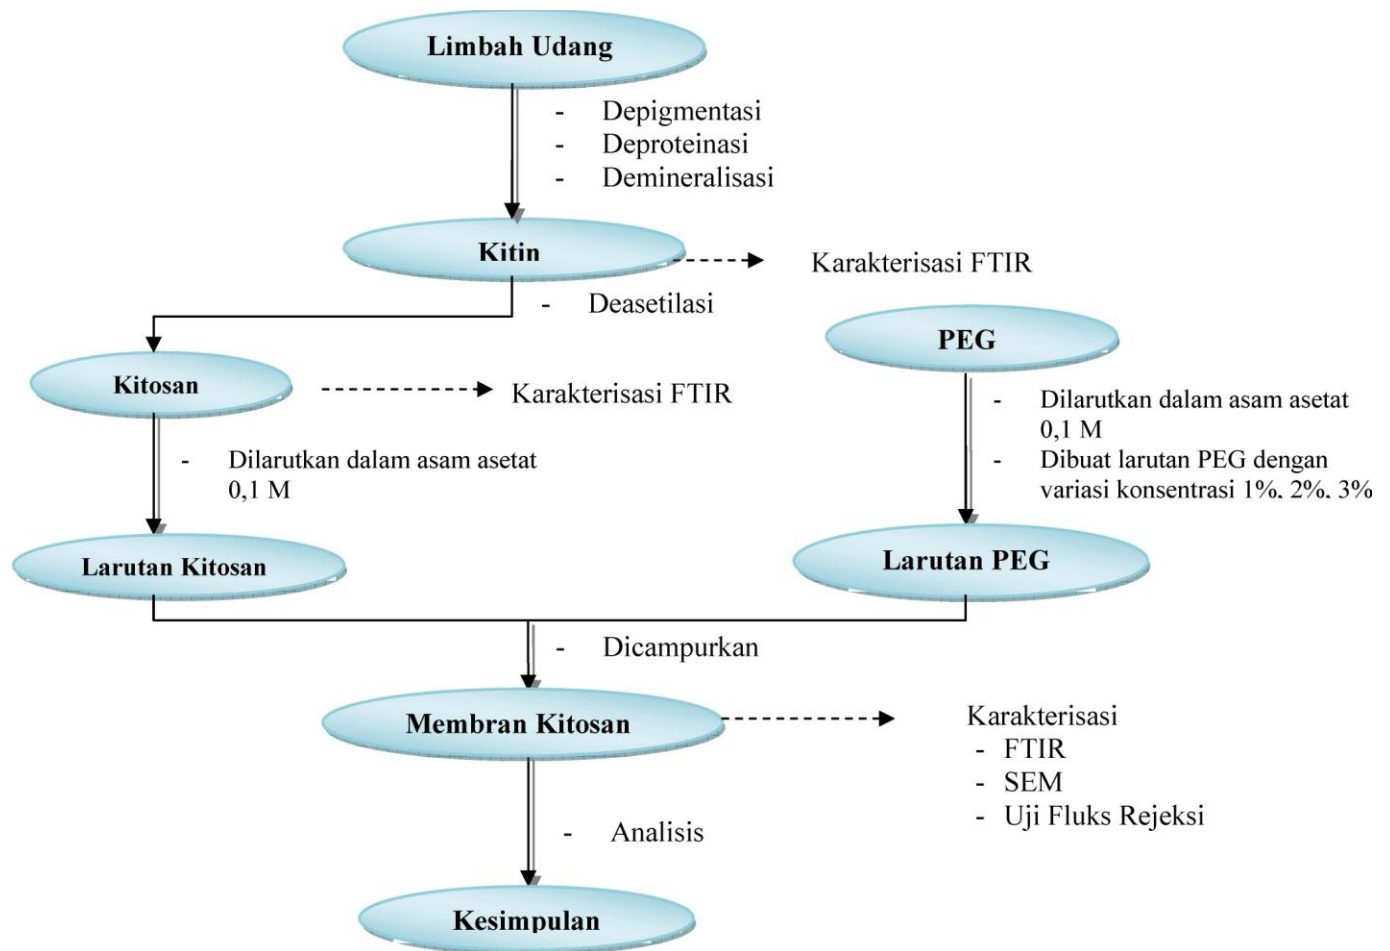 Limbah Udang
- Depigmentasi
- Deproteinasi
- Demineralisasi
Kitin
Karakterisasi FTIR
- Deasetilasi
PEG
Kitosan
Karakterisasi FTIR
- Dilarutkan dalam asam asetat
0,1 M
- Dibuat larutan PEG dengan
variasi konsentrasi 1%, 2%, 3%
- Dilarutkan dalam asam asetat
0,1 M
Larutan Kitosan
Larutan PEG
- Dicampurkan
Membran Kitosan
Karakterisasi
- FTIR
- SEM
- Uji Fluks Rejeksi
- Analisis
Kesimpulan